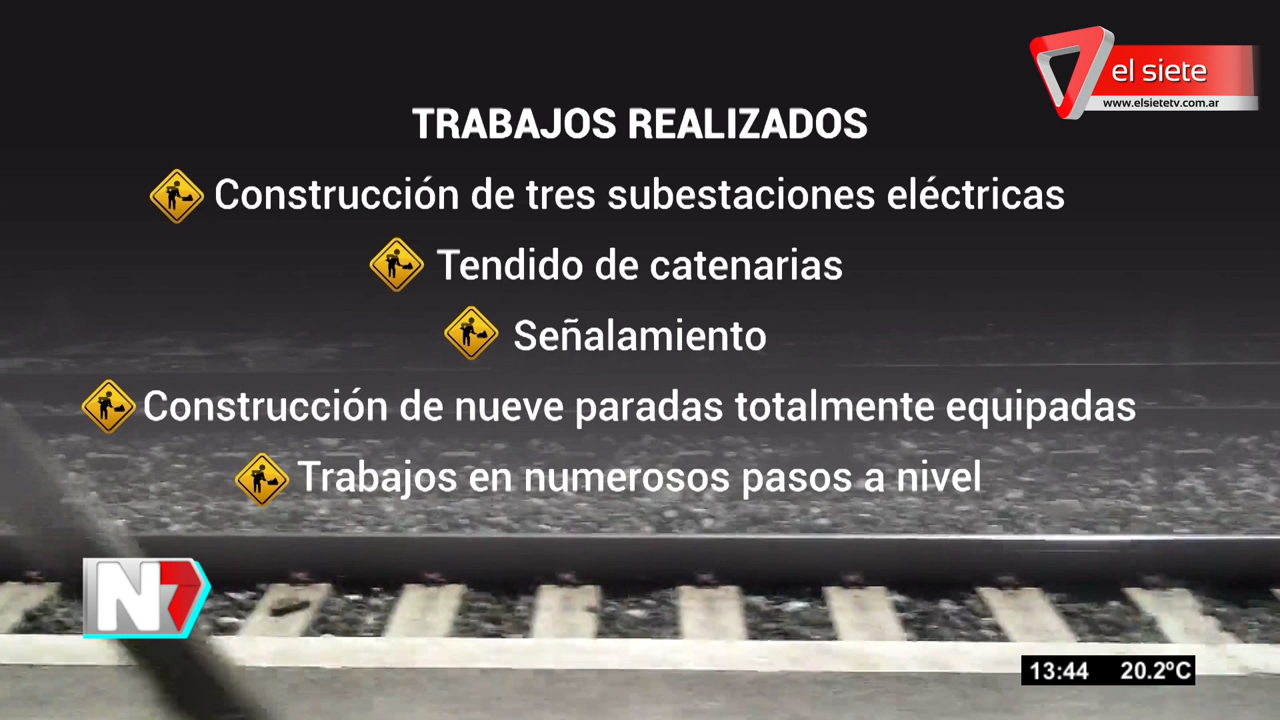 el siete
www.elsietetv.com.ar
TRABAJOS REALIZADOS
Construcción de tres subestaciones eléctricas
Tendido de catenarias
Señalamiento
Construcción de nueve paradas totalmente equipadas
Trabajos en numerosos pasos a nivel
N7
13:44 20.2ºC